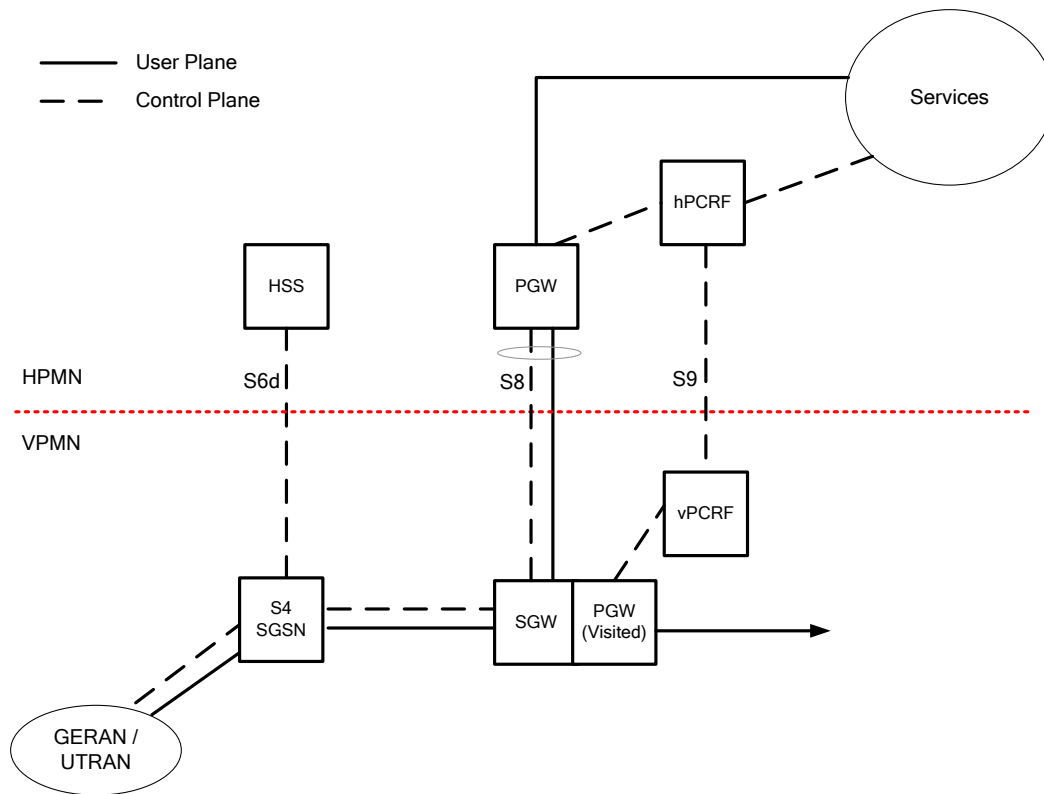 User Plane
Control Plane
Services
hPCRF
HSS
PGW
HPMN
S6d
S8
S9
VPMN
vPCRF
S4
SGSN
SGW
PGW
(Visited)
GERAN /
UTRAN